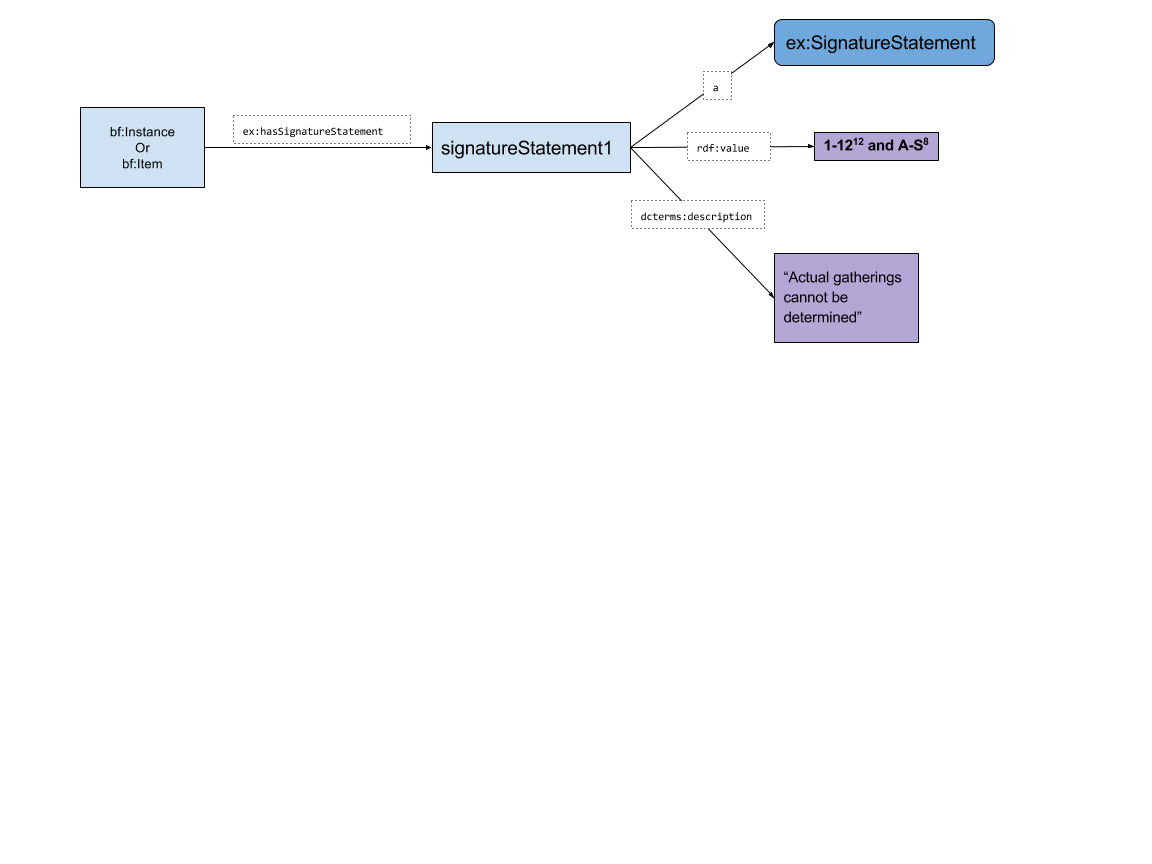 ex:SignatureStatement
a
bf:Instance
Or
bf:Item
ex:hasSignatureStatement
signatureStatement1
rdf:value
1-12¹² and A-S⁸
dcterms:description
“Actual gatherings
cannot be
determined”